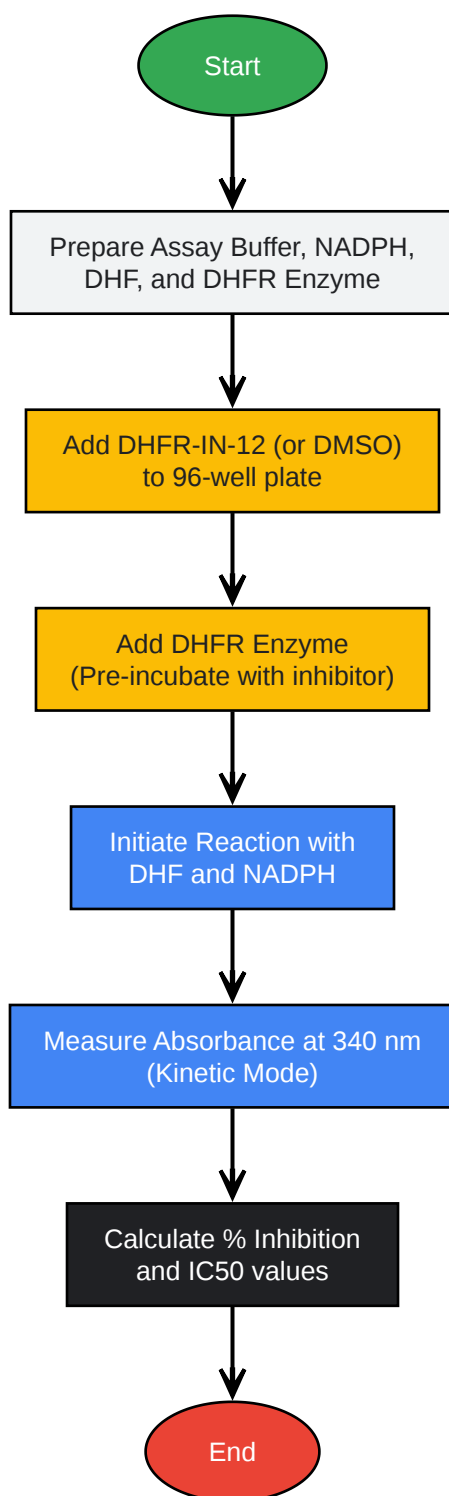 Start
Prepare Assay Buffer, NADPH,
DHF, and DHFR Enzyme
Add DHFR-IN-12 (or DMSO)
to 96-well plate
Add DHFR Enzyme
(Pre-incubate with inhibitor)
Initiate Reaction with
DHF and NADPH
Measure Absorbance at 340 nm
(Kinetic Mode)
Calculate % Inhibition
and IC50 values
End